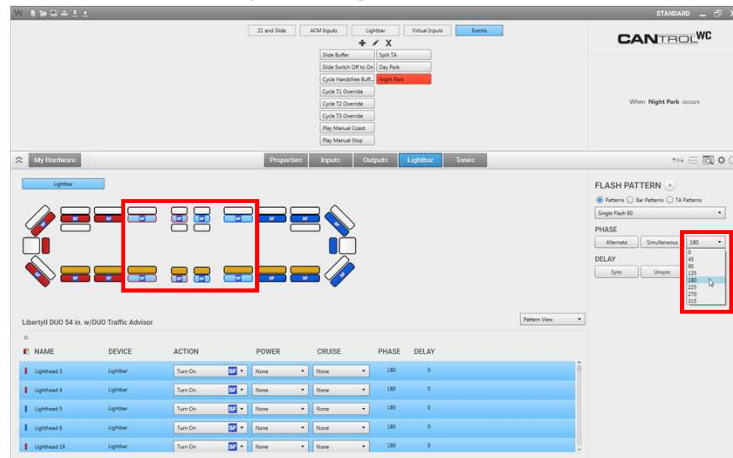 STANDARD
21 and Slide ACM Inputs Lightbar Virtual Inputs Events
CANTROLWC
Slide Buffer Split TA
Slide Switch Off to On Day Park
Cycle Handsfree Buff... Night Park
Cycle T1 Override
Cycle T2 Override
Cycle T3 Override
Play Manual Coast
Play Manual Stop
When Night Park occurs
My Hardware Properties Inputs Outputs Lightbar Tones
Lightbar
FLASH PATTERN
Patterns Bar Patterns TA Patterns
Single Flash 60
PHASE
Alternate Simultaneous 180
0
45
90
135
180
225
270
315
DELAY
Sync Unsync
LibertyII DUO 54 in. w/DUO Traffic Advisor
Pattern View
NAME DEVICE ACTION POWER CRUISE PHASE DELAY
Lighthead 3 Lightbar Turn On SF None None 180 0
Lighthead 4 Lightbar Turn On SF None None 180 0
Lighthead 5 Lightbar Turn On SF None None 180 0
Lighthead 6 Lightbar Turn On SF None None 180 0
Lighthead 19 Lightbar Turn On SF None None 180 0